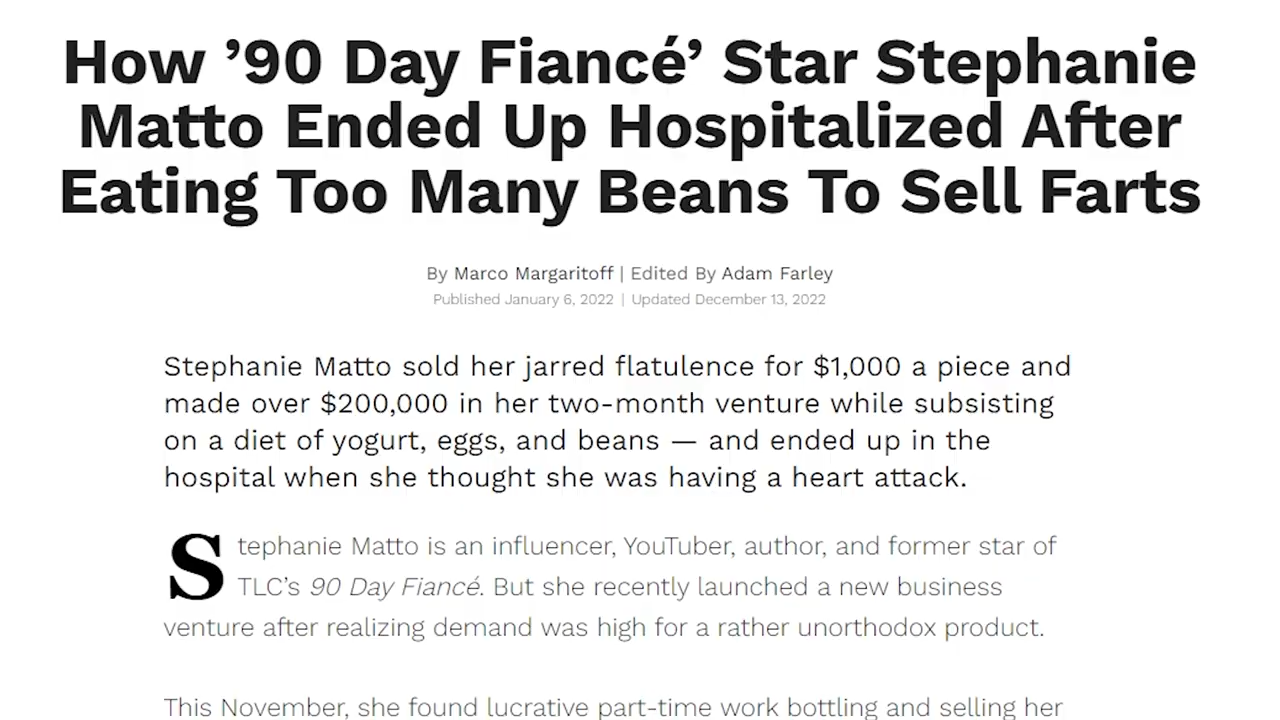 How ’90 Day Fiancé’ Star Stephanie
Matto Ended Up Hospitalized After
Eating Too Many Beans To Sell Farts
By Marco Margaritoff | Edited By Adam Farley
Published January 6, 2022 | Updated December 13, 2022
Stephanie Matto sold her jarred flatulence for $1,000 a piece and
made over $200,000 in her two-month venture while subsisting
on a diet of yogurt, eggs, and beans — and ended up in the
hospital when she thought she was having a heart attack.
Stephanie Matto is an influencer, YouTuber, author, and former star of
TLC’s 90 Day Fiancé. But she recently launched a new business
venture after realizing demand was high for a rather unorthodox product.
This November, she found lucrative part-time work bottling and selling her